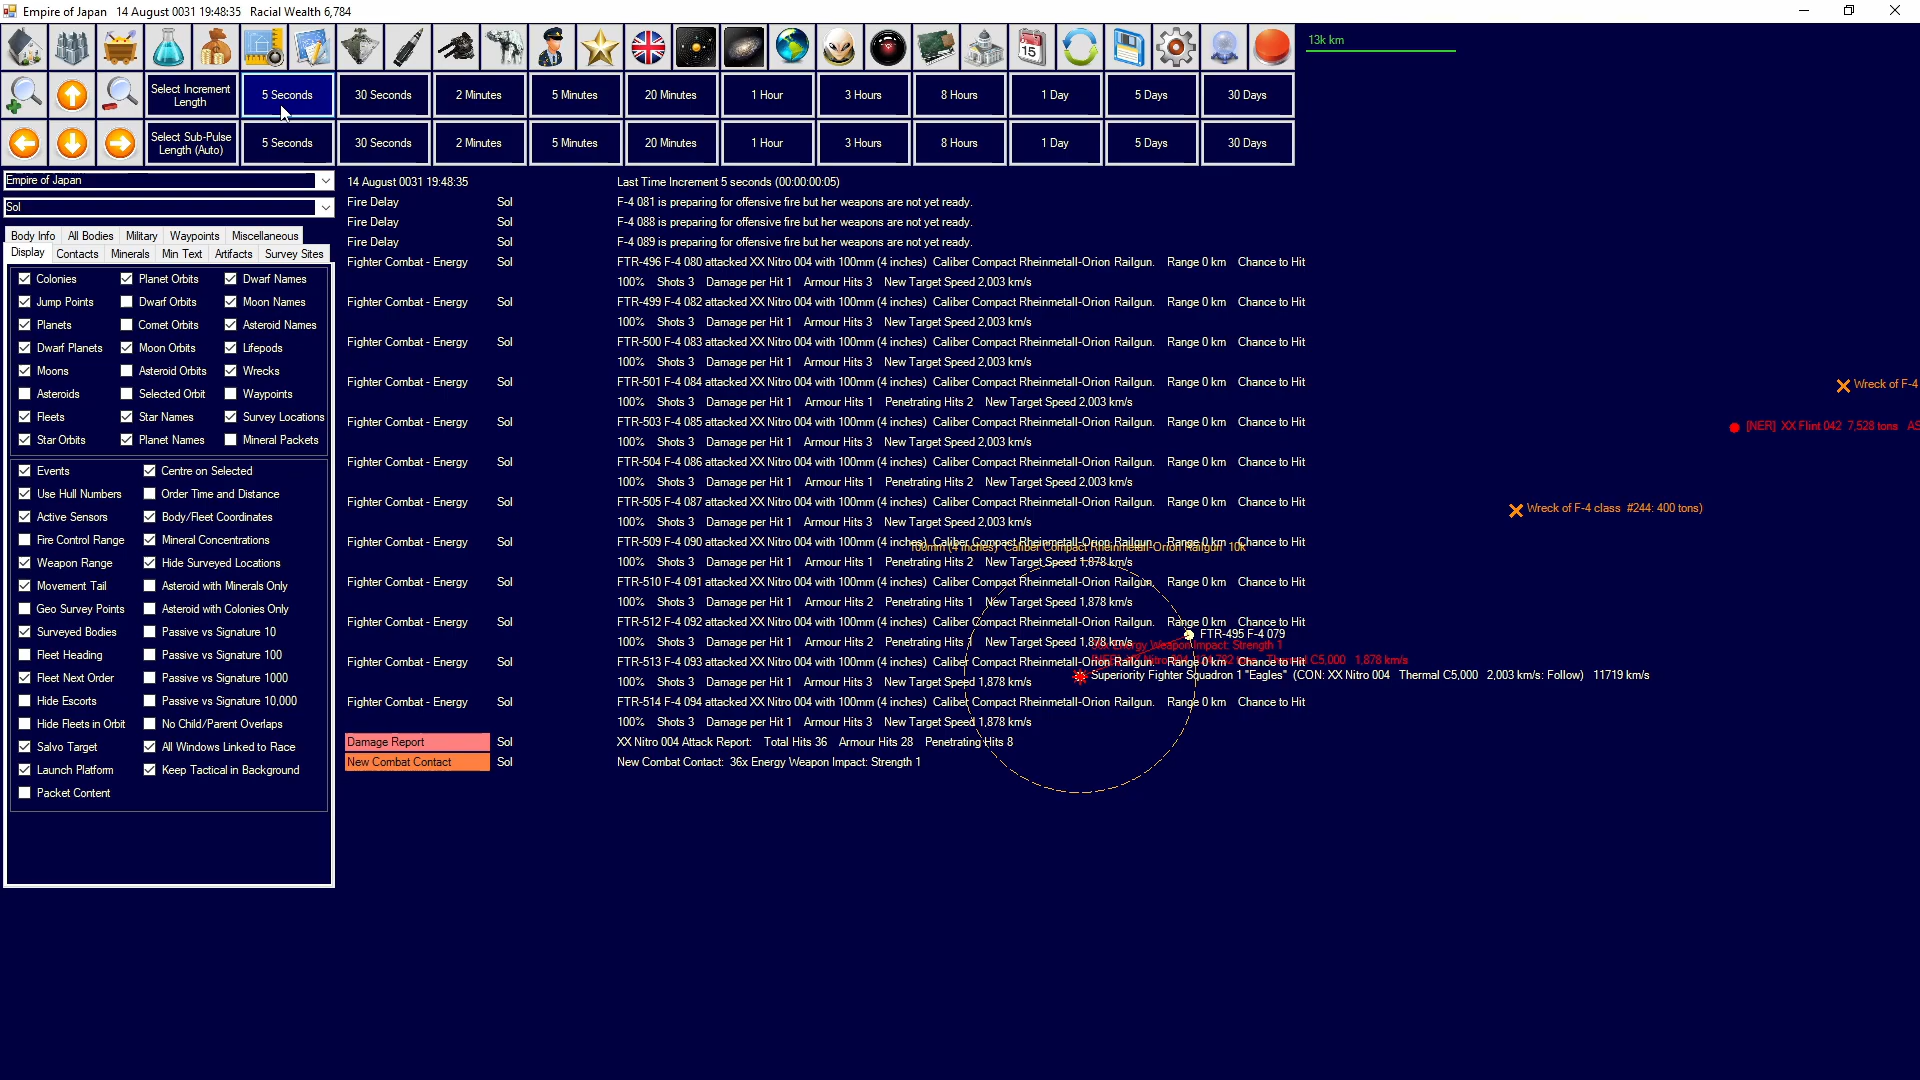 Empire of Japan   14 August 0031 19:48:35   Racial Wealth 6,784
13k km
15
Select Increment Length
5 Seconds
30 Seconds
2 Minutes
5 Minutes
20 Minutes
1 Hour
3 Hours
8 Hours
1 Day
5 Days
30 Days
Select Sub-Pulse Length (Auto)
5 Seconds
30 Seconds
2 Minutes
5 Minutes
20 Minutes
1 Hour
3 Hours
8 Hours
1 Day
5 Days
30 Days
Empire of Japan
Sol
Body Info   All Bodies   Military   Waypoints   Miscellaneous
Display   Contacts   Minerals   Min Text   Artifacts   Survey Sites
Colonies   Planet Orbits   Dwarf Names
Jump Points   Dwarf Orbits   Moon Names
Planets   Comet Orbits   Asteroid Names
Dwarf Planets   Moon Orbits   Lifepods
Moons   Asteroid Orbits   Wrecks
Asteroids   Selected Orbit   Waypoints
Fleets   Star Names   Survey Locations
Star Orbits   Planet Names   Mineral Packets
Events   Centre on Selected
Use Hull Numbers   Order Time and Distance
Active Sensors   Body/Fleet Coordinates
Fire Control Range   Mineral Concentrations
Weapon Range   Hide Surveyed Locations
Movement Tail   Asteroid with Minerals Only
Geo Survey Points   Asteroid with Colonies Only
Surveyed Bodies   Passive vs Signature 10
Fleet Heading   Passive vs Signature 100
Fleet Next Order   Passive vs Signature 1000
Hide Escorts   Passive vs Signature 10,000
Hide Fleets in Orbit   No Child/Parent Overlaps
Salvo Target   All Windows Linked to Race
Launch Platform   Keep Tactical in Background
Packet Content
14 August 0031 19:48:35   Last Time Increment 5 seconds (00:00:00:05)
Fire Delay   Sol   F-4 081 is preparing for offensive fire but her weapons are not yet ready.
Fire Delay   Sol   F-4 088 is preparing for offensive fire but her weapons are not yet ready.
Fire Delay   Sol   F-4 089 is preparing for offensive fire but her weapons are not yet ready.
Fighter Combat - Energy   Sol   FTR-496 F-4 080 attacked XX Nitro 004 with 100mm (4 inches)  Caliber Compact Rheinmetall-Orion Railgun.   Range 0 km   Chance to Hit
100%   Shots 3   Damage per Hit 1   Armour Hits 3   New Target Speed 2,003 km/s
Fighter Combat - Energy   Sol   FTR-499 F-4 082 attacked XX Nitro 004 with 100mm (4 inches)  Caliber Compact Rheinmetall-Orion Railgun.   Range 0 km   Chance to Hit
100%   Shots 3   Damage per Hit 1   Armour Hits 3   New Target Speed 2,003 km/s
Fighter Combat - Energy   Sol   FTR-500 F-4 083 attacked XX Nitro 004 with 100mm (4 inches)  Caliber Compact Rheinmetall-Orion Railgun.   Range 0 km   Chance to Hit
100%   Shots 3   Damage per Hit 1   Armour Hits 3   New Target Speed 2,003 km/s
Fighter Combat - Energy   Sol   FTR-501 F-4 084 attacked XX Nitro 004 with 100mm (4 inches)  Caliber Compact Rheinmetall-Orion Railgun.   Range 0 km   Chance to Hit
100%   Shots 3   Damage per Hit 1   Armour Hits 1   Penetrating Hits 2   New Target Speed 2,003 km/s
Fighter Combat - Energy   Sol   FTR-503 F-4 085 attacked XX Nitro 004 with 100mm (4 inches)  Caliber Compact Rheinmetall-Orion Railgun.   Range 0 km   Chance to Hit
100%   Shots 3   Damage per Hit 1   Armour Hits 3   New Target Speed 2,003 km/s
Fighter Combat - Energy   Sol   FTR-504 F-4 086 attacked XX Nitro 004 with 100mm (4 inches)  Caliber Compact Rheinmetall-Orion Railgun.   Range 0 km   Chance to Hit
100%   Shots 3   Damage per Hit 1   Armour Hits 1   Penetrating Hits 2   New Target Speed 2,003 km/s
Fighter Combat - Energy   Sol   FTR-505 F-4 087 attacked XX Nitro 004 with 100mm (4 inches)  Caliber Compact Rheinmetall-Orion Railgun.   Range 0 km   Chance to Hit
100%   Shots 3   Damage per Hit 1   Armour Hits 3   New Target Speed 2,003 km/s
Fighter Combat - Energy   Sol   FTR-509 F-4 090 attacked XX Nitro 004 with 100mm (4 inches)  Caliber Compact Rheinmetall-Orion Railgun.   Range 0 km   Chance to Hit
100mm (4 inches)  Caliber Compact Rheinmetall-Orion Railgun  10k
100%   Shots 3   Damage per Hit 1   Armour Hits 1   Penetrating Hits 2   New Target Speed 1,878 km/s
Fighter Combat - Energy   Sol   FTR-510 F-4 091 attacked XX Nitro 004 with 100mm (4 inches)  Caliber Compact Rheinmetall-Orion Railgun.   Range 0 km   Chance to Hit
100%   Shots 3   Damage per Hit 1   Armour Hits 2   Penetrating Hits 1   New Target Speed 1,878 km/s
Fighter Combat - Energy   Sol   FTR-512 F-4 092 attacked XX Nitro 004 with 100mm (4 inches)  Caliber Compact Rheinmetall-Orion Railgun.   Range 0 km   Chance to Hit
100%   Shots 3   Damage per Hit 1   Armour Hits 2   Penetrating Hits 1   New Target Speed 1,878 km/s
Fighter Combat - Energy   Sol   FTR-513 F-4 093 attacked XX Nitro 004 with 100mm (4 inches)  Caliber Compact Rheinmetall-Orion Railgun.   Range 0 km   Chance to Hit
100%   Shots 3   Damage per Hit 1   Armour Hits 3   New Target Speed 1,878 km/s
Fighter Combat - Energy   Sol   FTR-514 F-4 094 attacked XX Nitro 004 with 100mm (4 inches)  Caliber Compact Rheinmetall-Orion Railgun.   Range 0 km   Chance to Hit
100%   Shots 3   Damage per Hit 1   Armour Hits 3   New Target Speed 1,878 km/s
Damage Report   Sol   XX Nitro 004 Attack Report:   Total Hits 36   Armour Hits 28   Penetrating Hits 8
New Combat Contact   Sol   New Combat Contact:  36x Energy Weapon Impact: Strength 1
Wreck of F-4
[NER]  XX Flint 042  7,528 tons   AS
Wreck of F-4 class  #244: 400 tons)
FTR-495 F-4 079
36x Energy Weapon Impact: Strength 1
Thermal C5,000   1,878 km/s
Superiority Fighter Squadron 1 "Eagles"  (CON: XX Nitro 004   Thermal C5,000   2,003 km/s: Follow)   11719 km/s